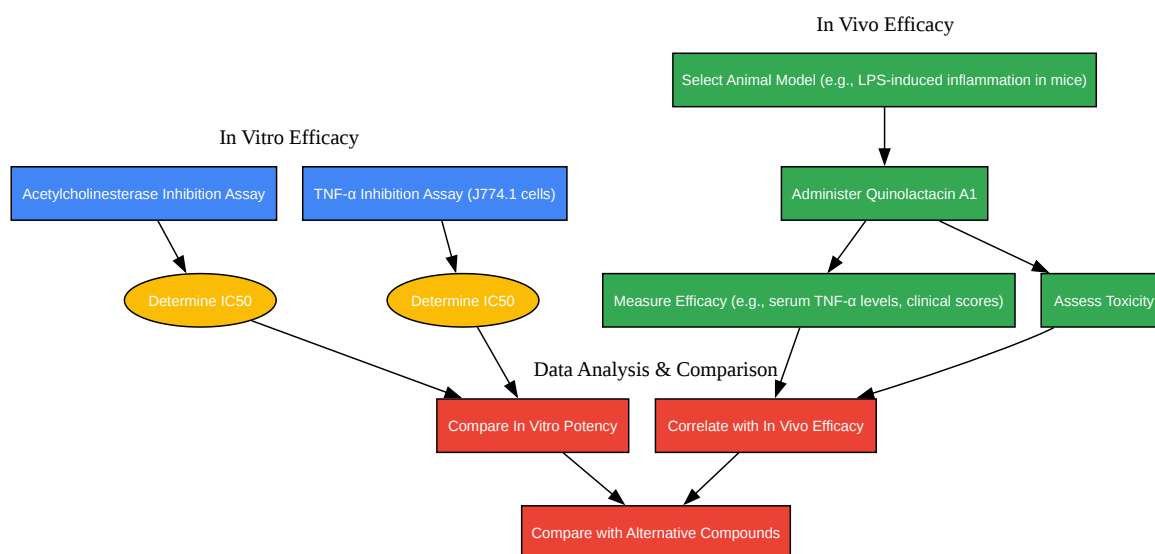 In Vivo Efficacy
Select Animal Model (e.g., LPS-induced inflammation in mice)
In Vitro Efficacy
Acetylcholinesterase Inhibition Assay
TNF-α Inhibition Assay (J774.1 cells)
Administer Quinolactacin A1
Determine IC50
Determine IC50
Measure Efficacy (e.g., serum TNF-α levels, clinical scores)
Assess Toxicity
Data Analysis & Comparison
Compare In Vitro Potency
Correlate with In Vivo Efficacy
Compare with Alternative Compounds